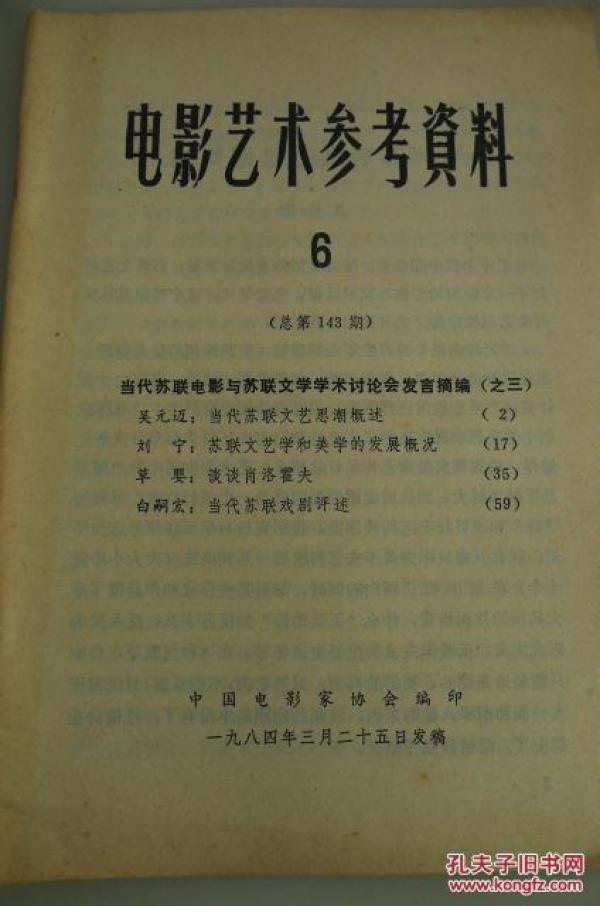 电影艺术参考資料
6
（总第143期）
当代苏联电影与苏联文学学术讨论会发言摘编（之三）
吴元迈：当代苏联文艺思潮概述 （2）
刘宁：苏联文艺学和美学的发展概况 （17）
草婴：谈谈肖洛霍夫 （35）
白嗣宏：当代苏联戏剧评述 （59）
中国电影家协会编印
一九八四年三月二十五日发稿
孔夫子旧书网
www.kongfz.com